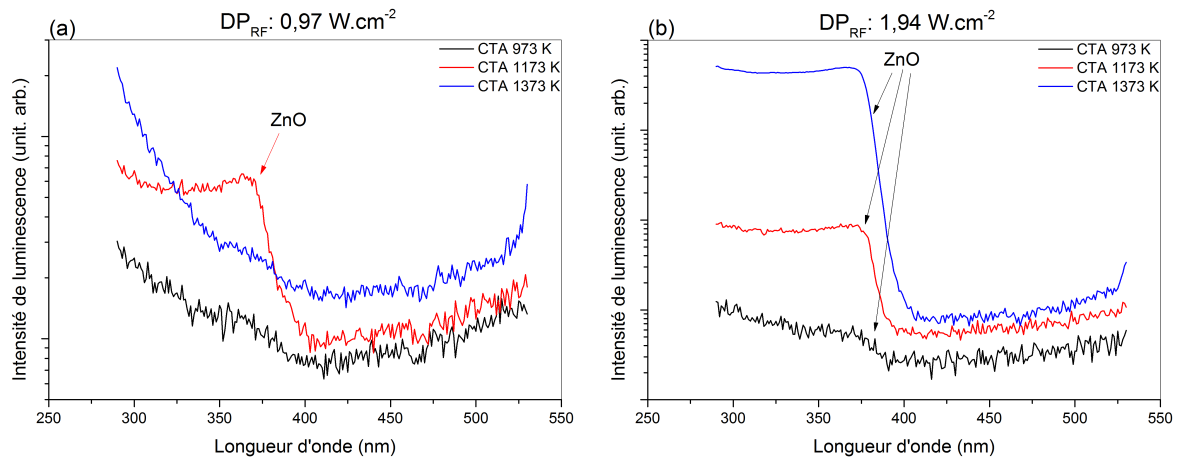 (a)
DP_RF: 0,97 W.cm⁻²
CTA 973 K
CTA 1173 K
CTA 1373 K
ZnO
Intensité de luminescence (unit. arb.)
250 300 350 400 450 500 550
Longueur d'onde (nm)
(b)
DP_RF: 1,94 W.cm⁻²
CTA 973 K
CTA 1173 K
CTA 1373 K
ZnO
Intensité de luminescence (unit. arb.)
250 300 350 400 450 500 550
Longueur d'onde (nm)